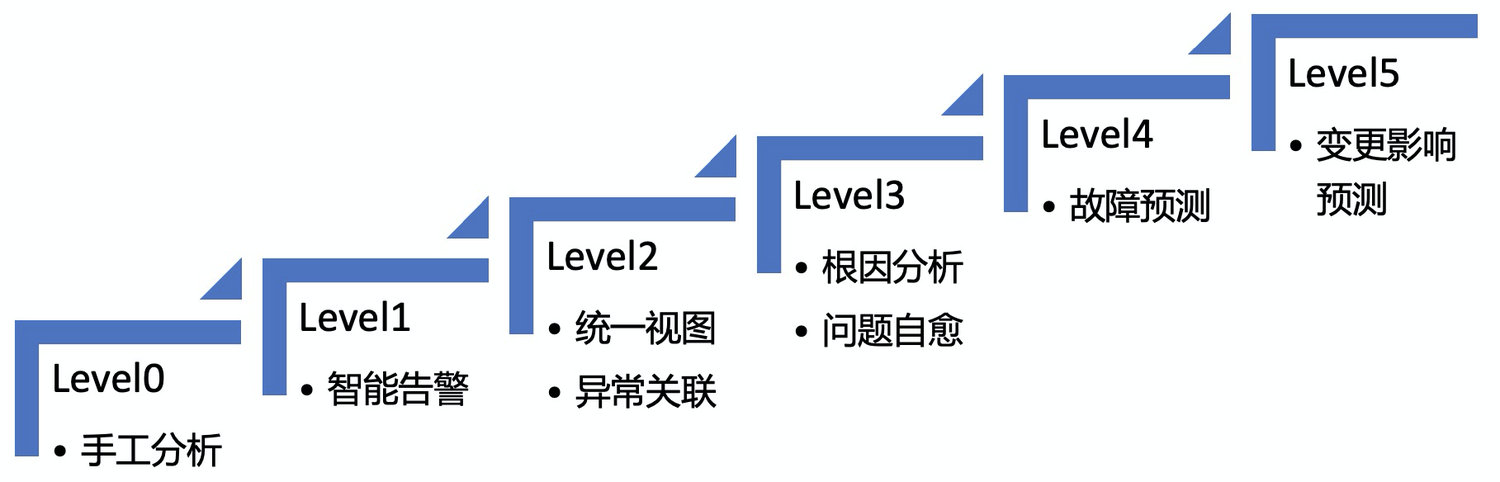 Level0
• 手工分析
Level1
• 智能告警
Level2
• 统一视图
• 异常关联
Level3
• 根因分析
• 问题自愈
Level4
• 故障预测
Level5
• 变更影响
预测